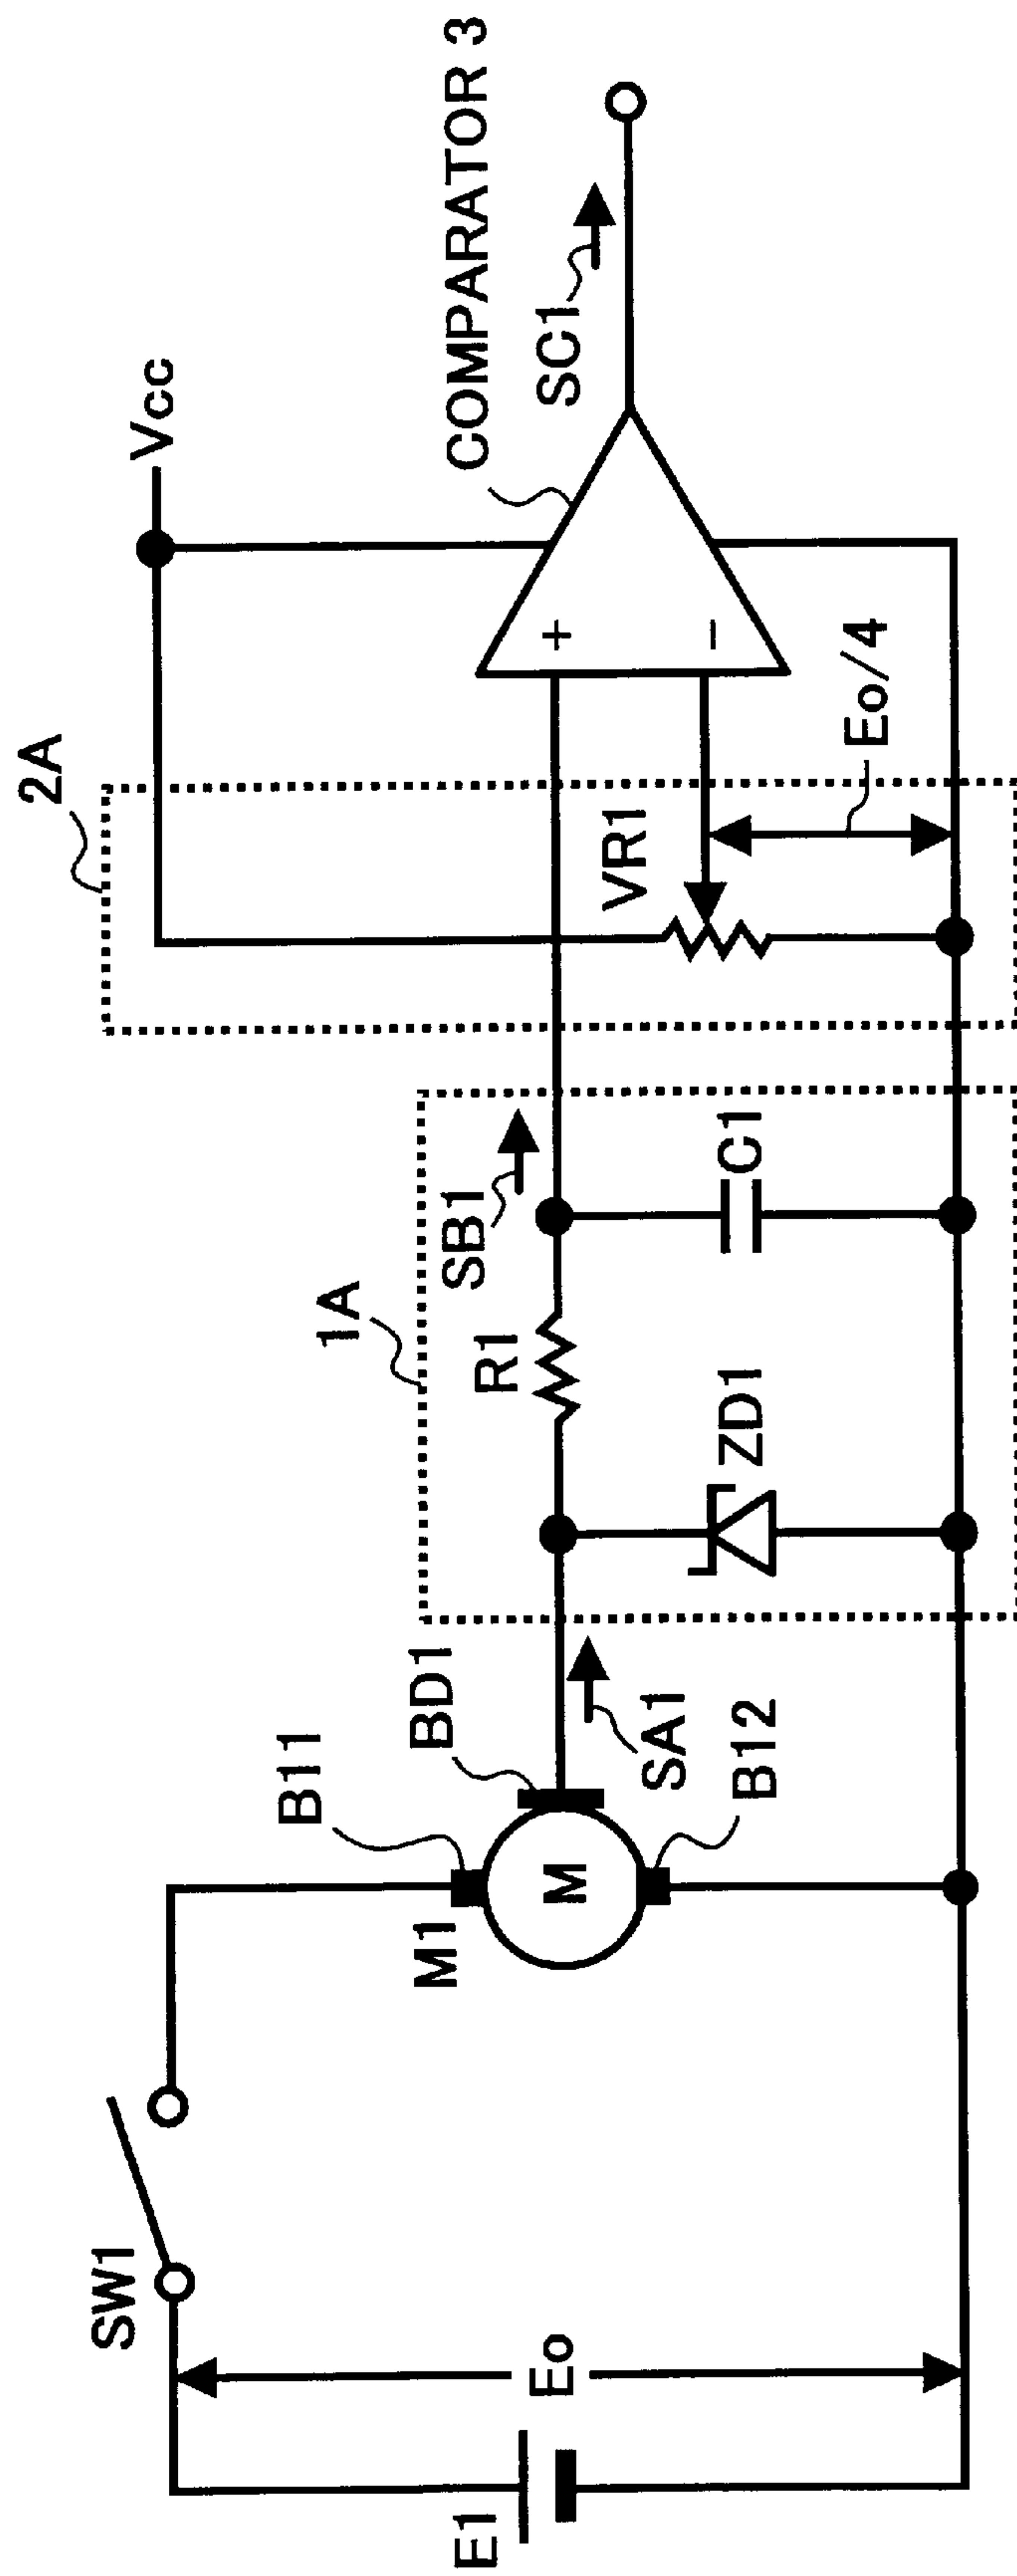 E1
Eo
SW1
M1
M
B11
BD1
SA1
B12
1A
R1
SB1
ZD1
C1
2A
VR1
Eo/4
Vcc
+
−
COMPARATOR 3
SC1